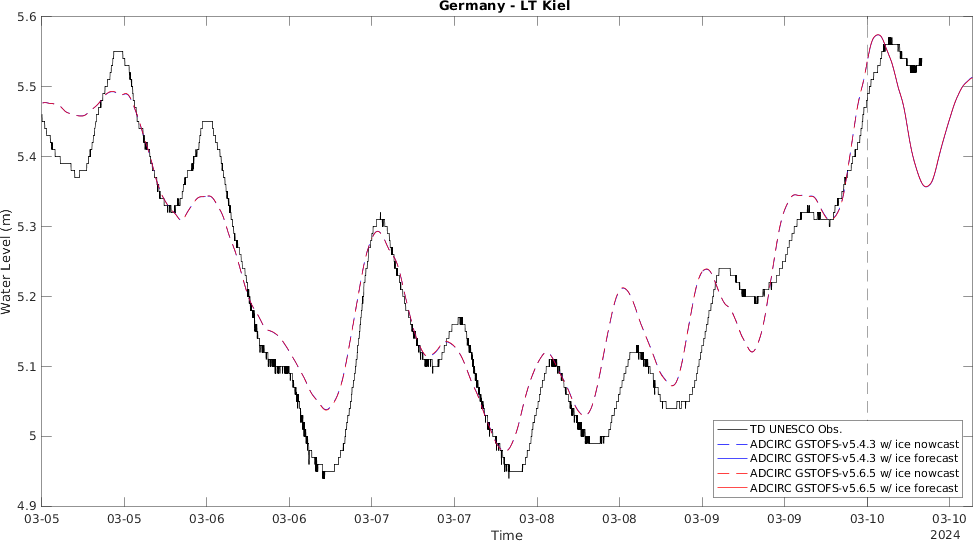 Germany - LT Kiel
5.6
5.5
5.4
5.3
5.2
5.1
5
4.9
Water Level (m)
TD UNESCO Obs.
ADCIRC GSTOFS-v5.4.3 w/ ice nowcast
ADCIRC GSTOFS-v5.4.3 w/ ice forecast
ADCIRC GSTOFS-v5.6.5 w/ ice nowcast
ADCIRC GSTOFS-v5.6.5 w/ ice forecast
03-05 03-05 03-06 03-06 03-07 03-07 03-08 03-08 03-09 03-09 03-10 03-10
2024
Time